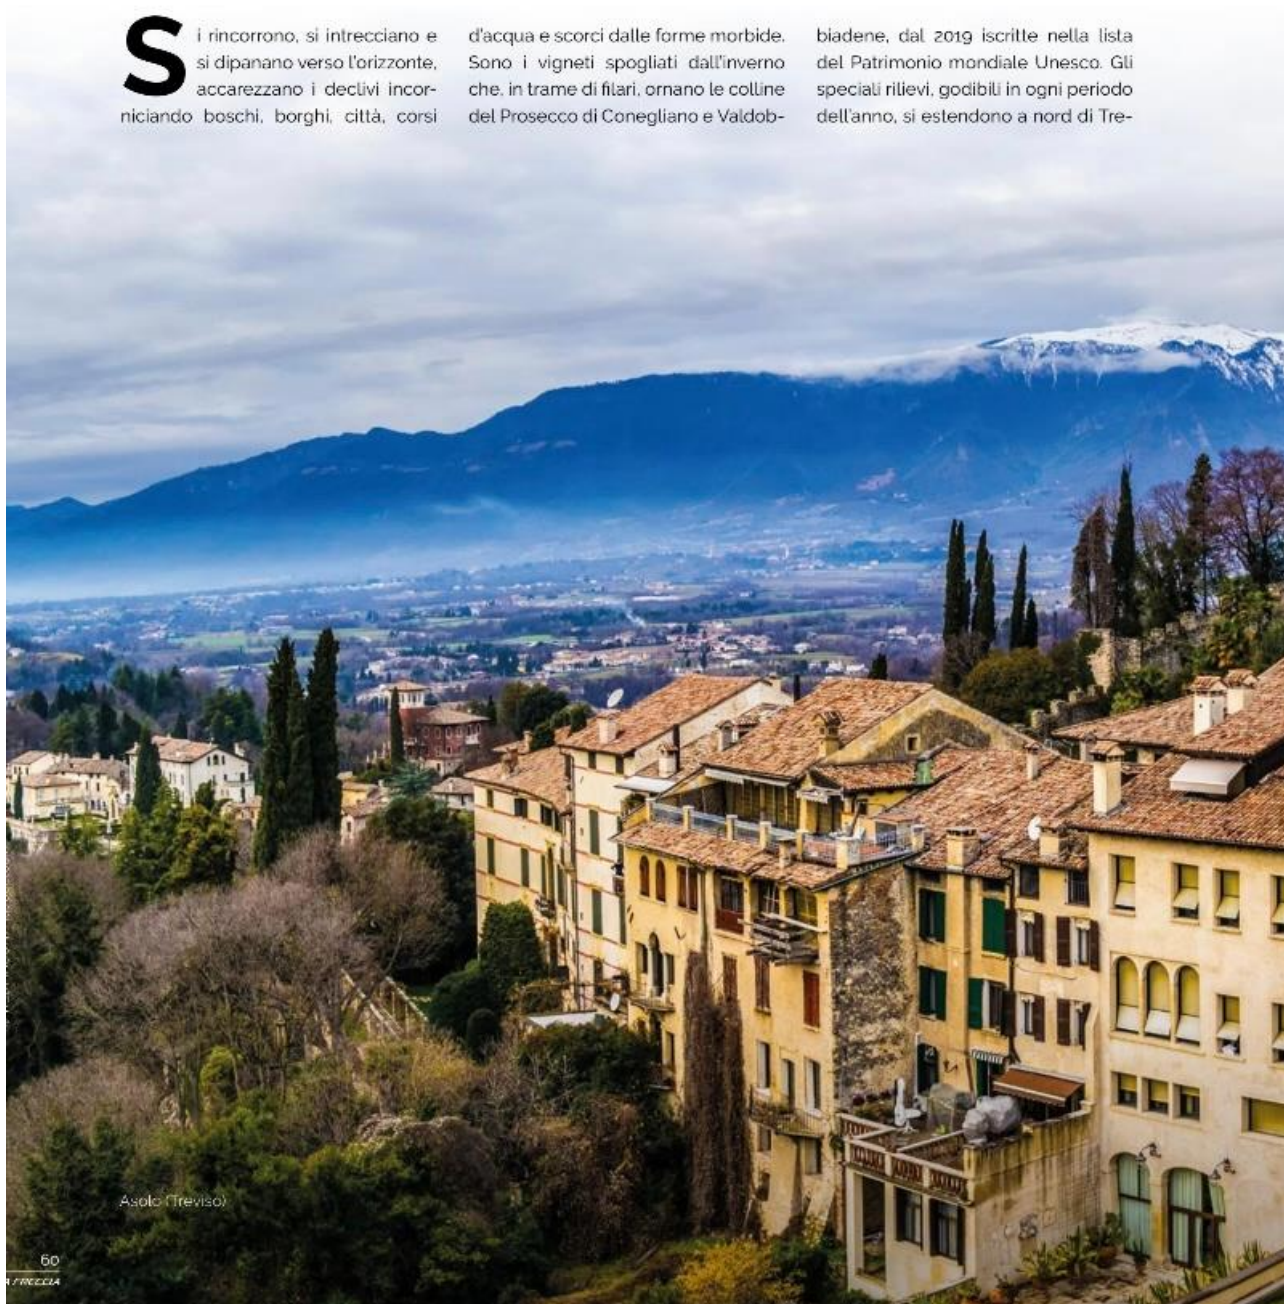 Si rincorrono, si intrecciano e
si dipanano verso l'orizzonte,
accarezzano i declivi incor-
niciando boschi, borghi, città, corsi
d'acqua e scorci dalle forme morbide.
Sono i vigneti spogliati dall'inverno
che, in trame di filari, ornano le colline
del Prosecco di Conegliano e Valdob-
biadene, dal 2019 iscritte nella lista
del Patrimonio mondiale Unesco. Gli
speciali rilievi, godibili in ogni periodo
dell'anno, si estendono a nord di Tre-
Asolo (Treviso)
60
A FRECCIA